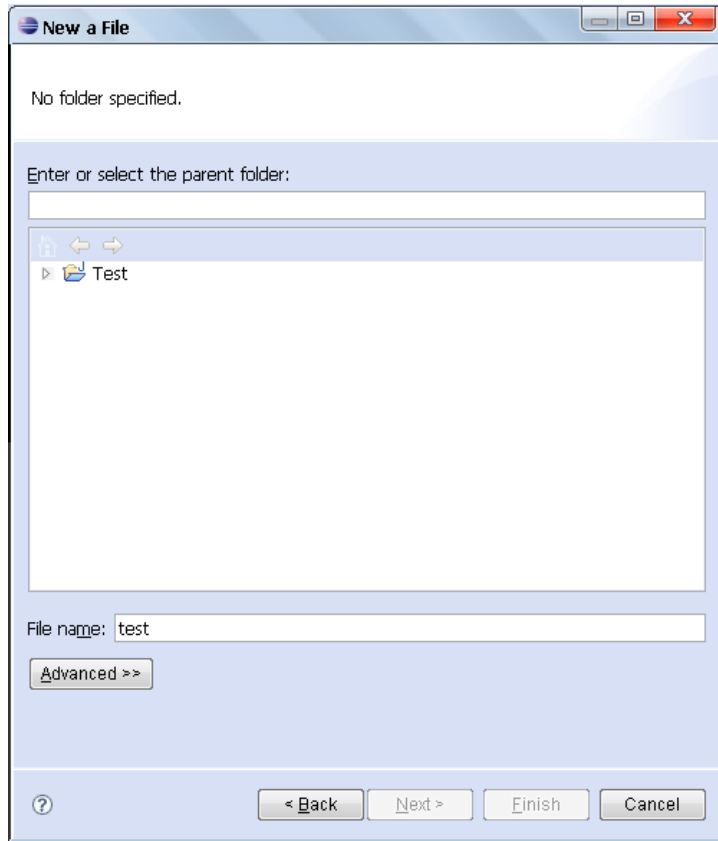 New a File
No folder specified.
Enter or select the parent folder:
Test
File name: test
Advanced >>
< Back Next > Finish Cancel